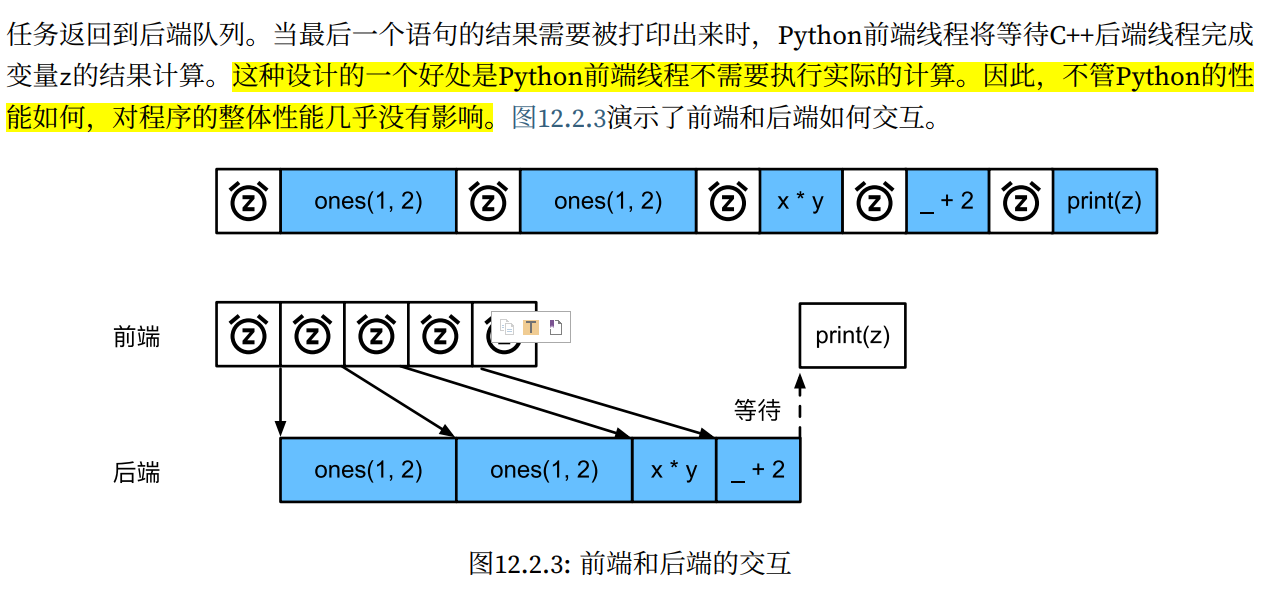 任务返回到后端队列。当最后一个语句的结果需要被打印出来时，Python前端线程将等待C++后端线程完成
变量z的结果计算。这种设计的一个好处是Python前端线程不需要执行实际的计算。因此，不管Python的性
能如何，对程序的整体性能几乎没有影响。图12.2.3演示了前端和后端如何交互。
z ones(1, 2) z ones(1, 2) z x * y z _ + 2 z print(z)
前端 z z z z T print(z)
等待
后端 ones(1, 2) ones(1, 2) x * y _ + 2
图12.2.3: 前端和后端的交互